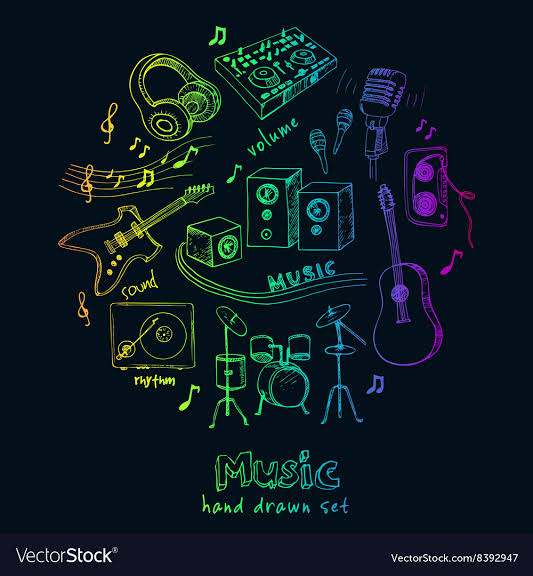 volume
MUSIC
sound
rhythm
Music
hand drawn set
VectorStock®
VectorStock.com/8392947